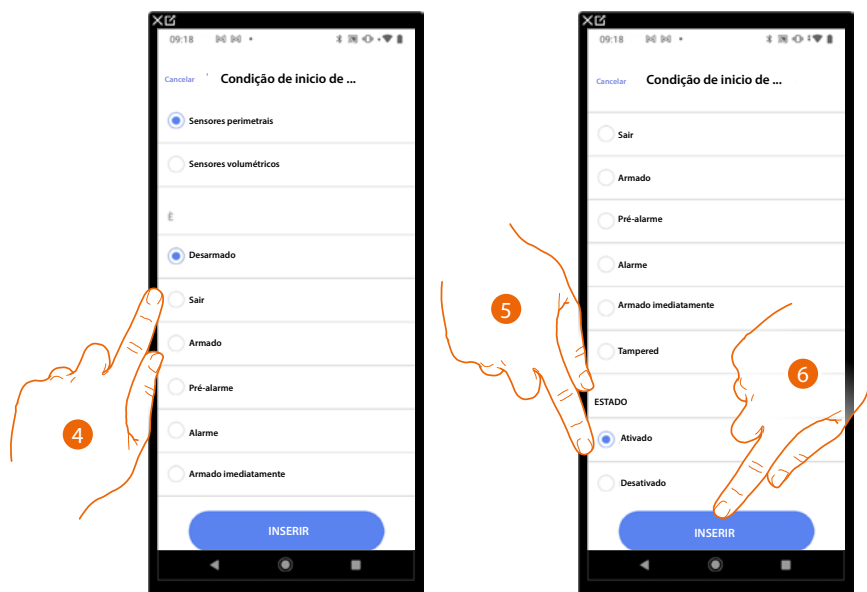 09:18
Cancelar
Condição de inicio de ...
Sensores perimetrais
Sensores volumétricos
È
Desarmado
Sair
Armado
Pré-alarme
Alarme
Armado imediatamente
INSERIR
4
09:18
Cancelar
Condição de inicio de ...
Sair
Armado
Pré-alarme
Alarme
Armado imediatamente
Tampered
ESTADO
Ativado
Desativado
INSERIR
5
6